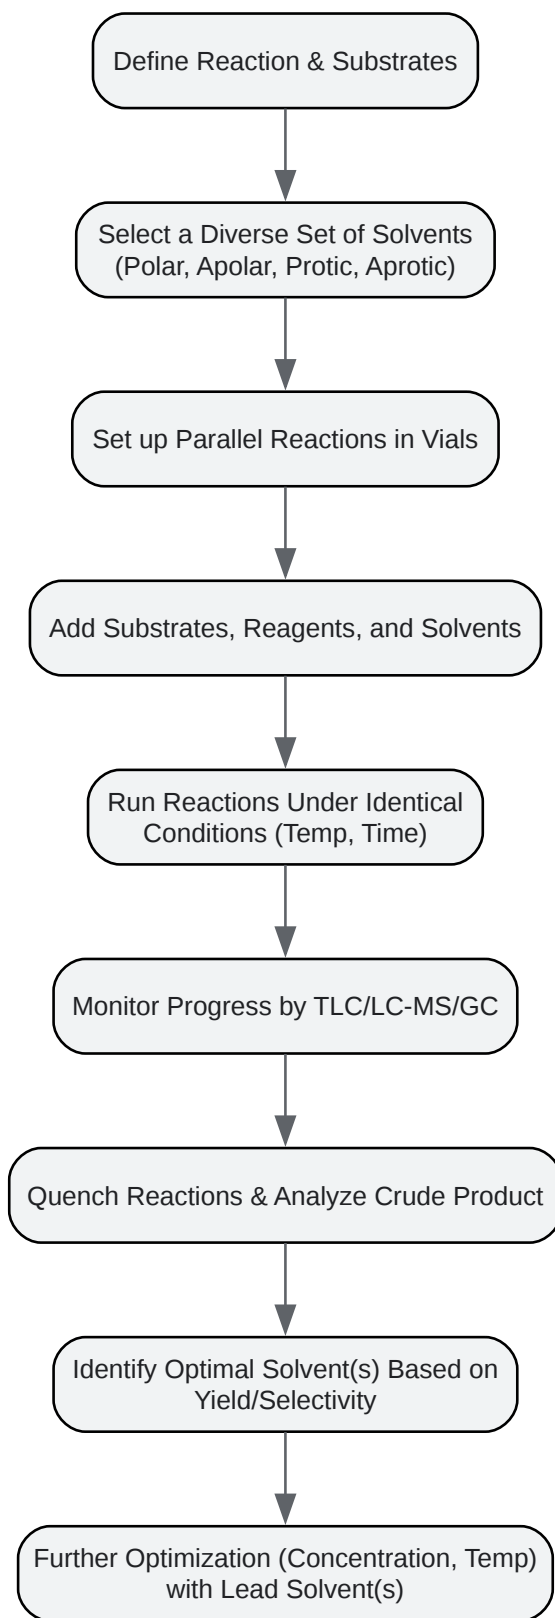 Define Reaction & Substrates
Select a Diverse Set of Solvents
(Polar, Apolar, Protic, Aprotic)
Set up Parallel Reactions in Vials
Add Substrates, Reagents, and Solvents
Run Reactions Under Identical
Conditions (Temp, Time)
Monitor Progress by TLC/LC-MS/GC
Quench Reactions & Analyze Crude Product
Identify Optimal Solvent(s) Based on
Yield/Selectivity
Further Optimization (Concentration, Temp)
with Lead Solvent(s)